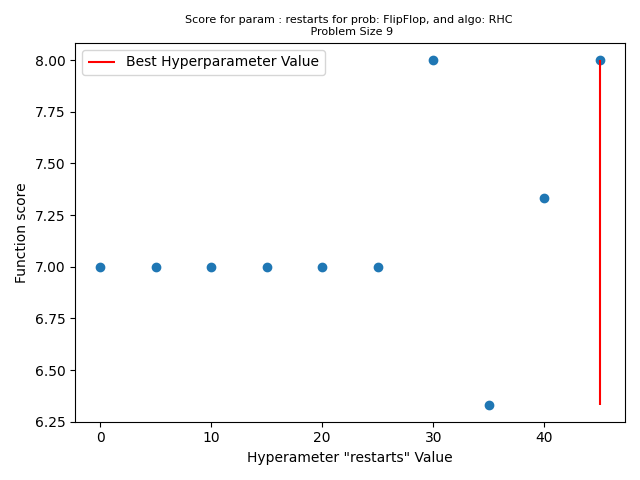 Score for param : restarts for prob: FlipFlop, and algo: RHC
Problem Size 9
Best Hyperparameter Value
8.00
7.75
7.50
7.25
7.00
6.75
6.50
6.25
Function score
0 10 20 30 40
Hyperameter "restarts" Value